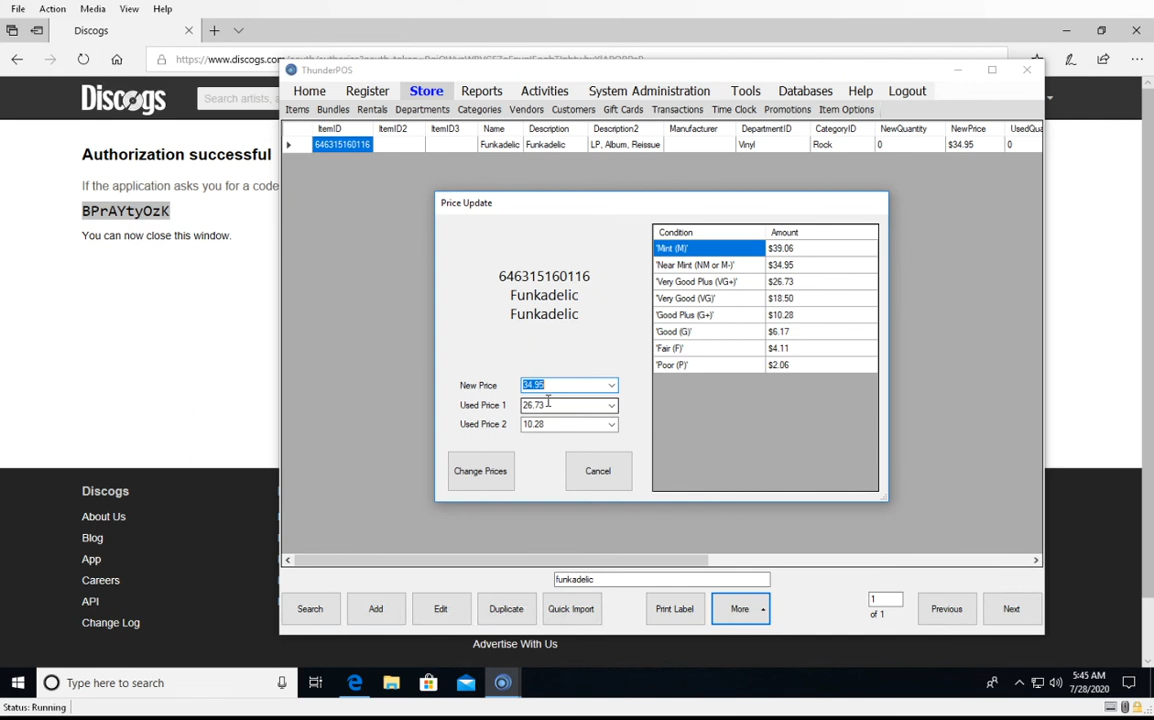 File Action Media View Help
Discogs
https://www.discogs.com/
Discogs
Search artists,
Authorization successful
If the application asks you for a code
BPrAYtyOzK
You can now close this window.
Discogs
About Us
Blog
App
Careers
API
Change Log
Advertise With Us
ThunderPOS
Home Register Store Reports Activities System Administration Tools Databases Help Logout
Items Bundles Rentals Departments Categories Vendors Customers Gift Cards Transactions Time Clock Promotions Item Options
ItemID ItemID2 ItemID3 Name Description Description2 Manufacturer DepartmentID CategoryID NewQuantity NewPrice UsedQua
646315160116 Funkadelic Funkadelic LP, Album, Reissue Vinyl Rock 0 $34.95 0
Price Update
646315160116
Funkadelic
Funkadelic
New Price 34.95
Used Price 1 26.73
Used Price 2 10.28
Change Prices Cancel
Condition Amount
'Mint (M)' $39.06
'Near Mint (NM or M-)' $34.95
'Very Good Plus (VG+)' $26.73
'Very Good (VG)' $18.50
'Good Plus (G+)' $10.28
'Good (G)' $6.17
'Fair (F)' $4.11
'Poor (P)' $2.06
funkadelic
Search Add Edit Duplicate Quick Import Print Label More 1 of 1 Previous Next
Type here to search
5:45 AM
7/28/2020
Status: Running